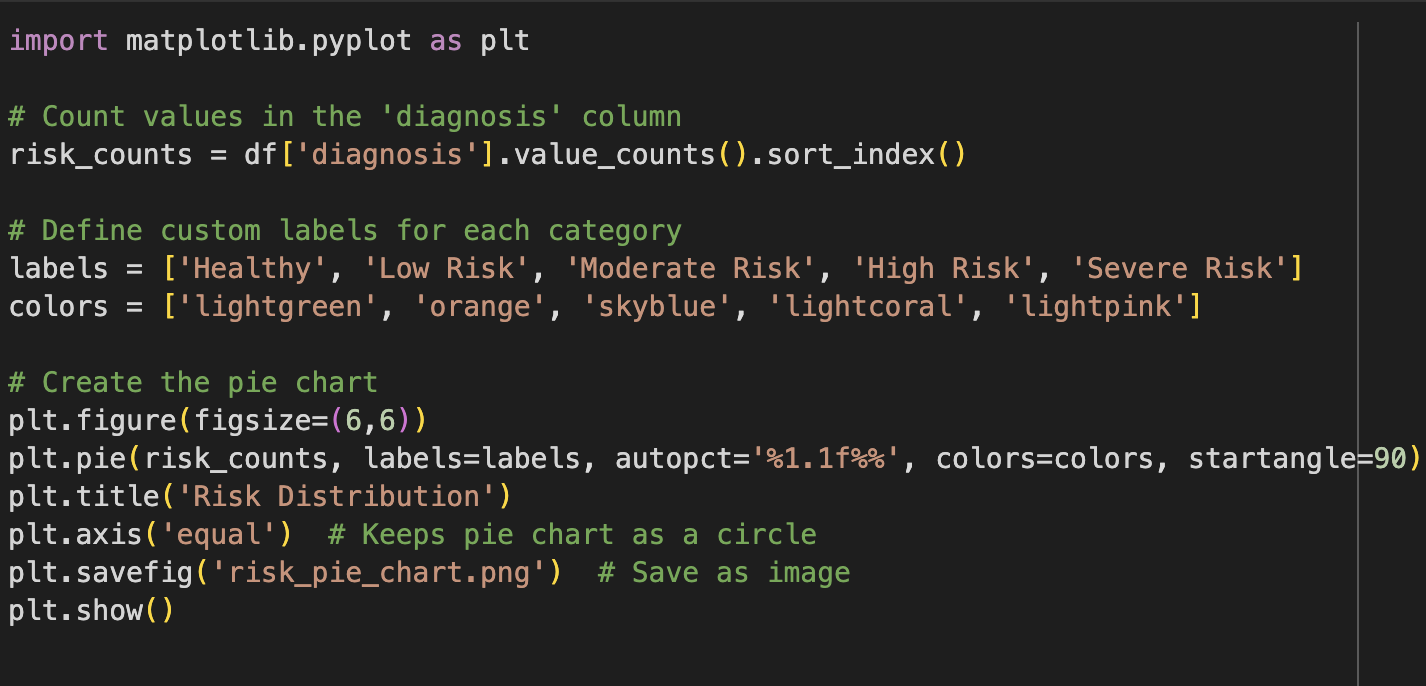 import matplotlib.pyplot as plt
# Count values in the 'diagnosis' column
risk_counts = df['diagnosis'].value_counts().sort_index()
# Define custom labels for each category
labels = ['Healthy', 'Low Risk', 'Moderate Risk', 'High Risk', 'Severe Risk']
colors = ['lightgreen', 'orange', 'skyblue', 'lightcoral', 'lightpink']
# Create the pie chart
plt.figure(figsize=(6,6))
plt.pie(risk_counts, labels=labels, autopct='%1.1f%%', colors=colors, startangle=90)
plt.title('Risk Distribution')
plt.axis('equal')  # Keeps pie chart as a circle
plt.savefig('risk_pie_chart.png')  # Save as image
plt.show()